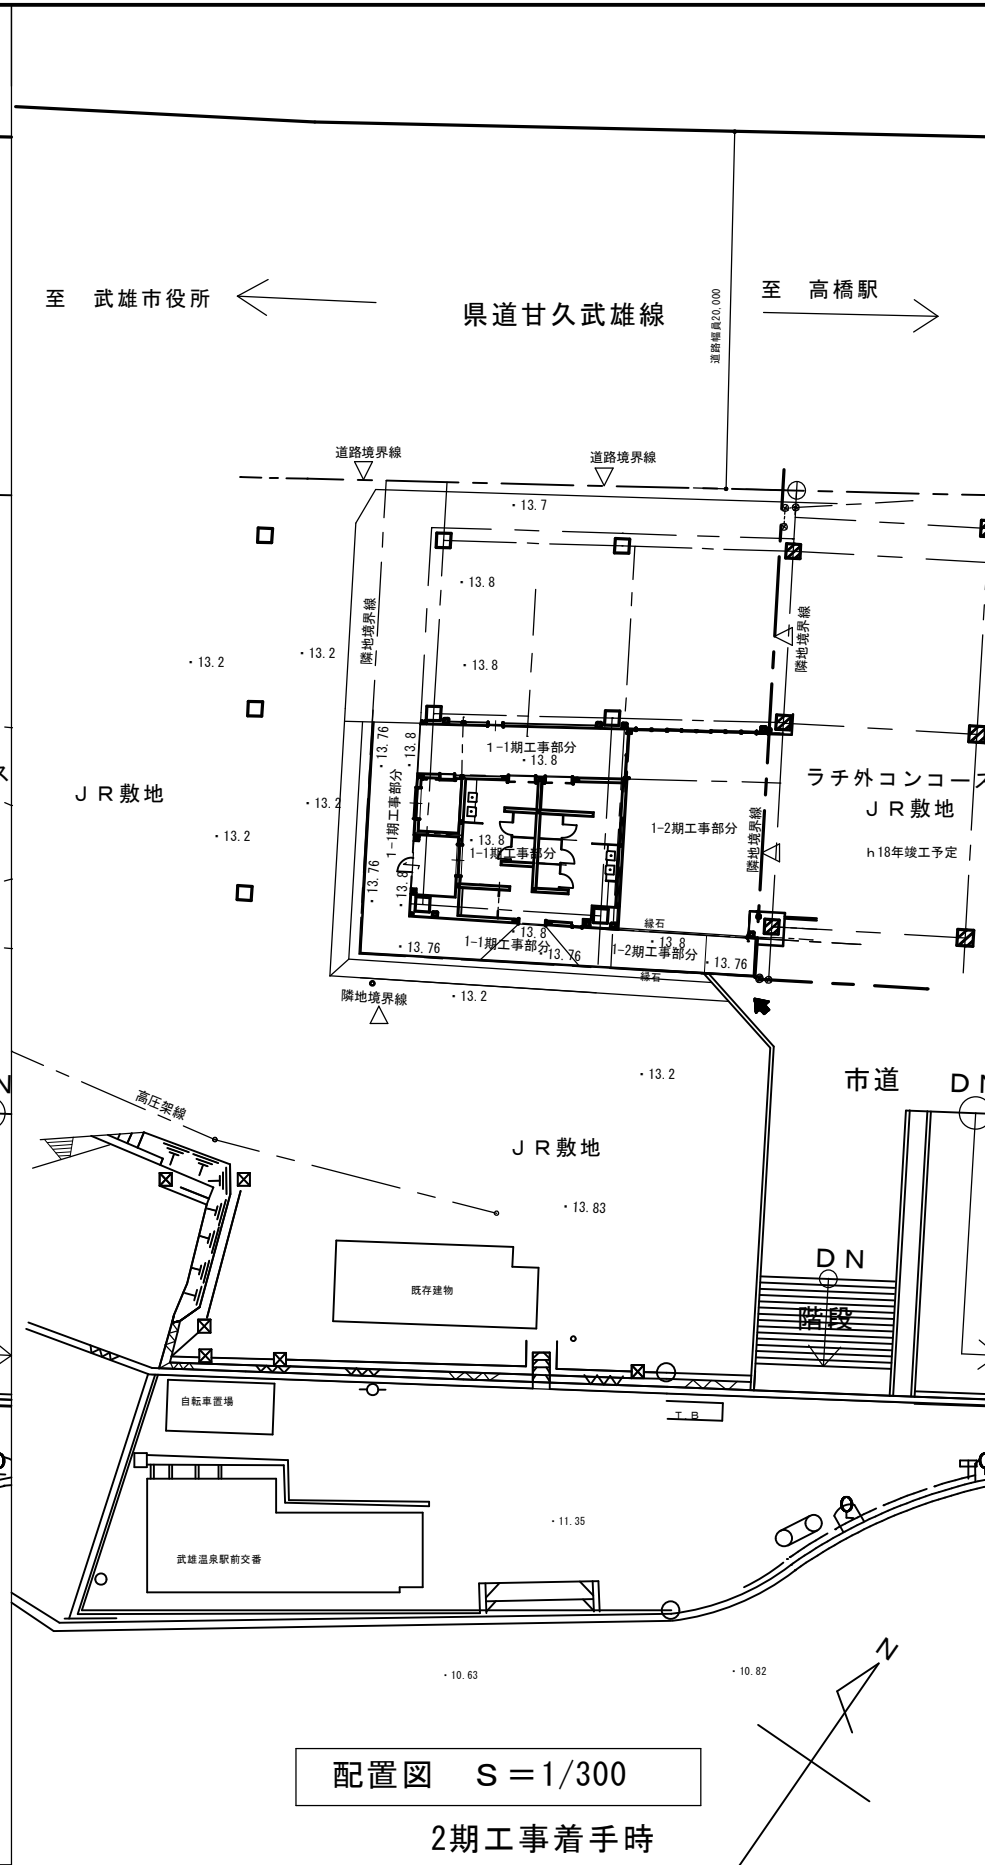 至　武雄市役所
県道甘久武雄線
至　高橋駅
道路幅員20,000
道路境界線
道路境界線
・13.7
・13.8
隣地境界線
隣地境界線
・13.2
・13.2
・13.8
・13.76
・13.8
1-1期工事部分
・13.8
ス
ＪＲ敷地
1-1期工事部分
・13.2
ラチ外コンコース
ＪＲ敷地
h18年竣工予定
・13.2
1-2期工事部分
隣地境界線
・13.8
1-1期工事部分
・13.76
・13.8
縁石
・13.8
・13.8
・13.76
1-1期工事部分
・13.76
1-2期工事部分
・13.76
縁石
隣地境界線
・13.2
・13.2
市道
DN
N
高圧架線
ＪＲ敷地
・13.83
DN
既存建物
階段
自転車置場
T.B
・11.35
武雄温泉駅前交番
N
・10.63
・10.82
配置図　Ｓ＝1/300
2期工事着手時